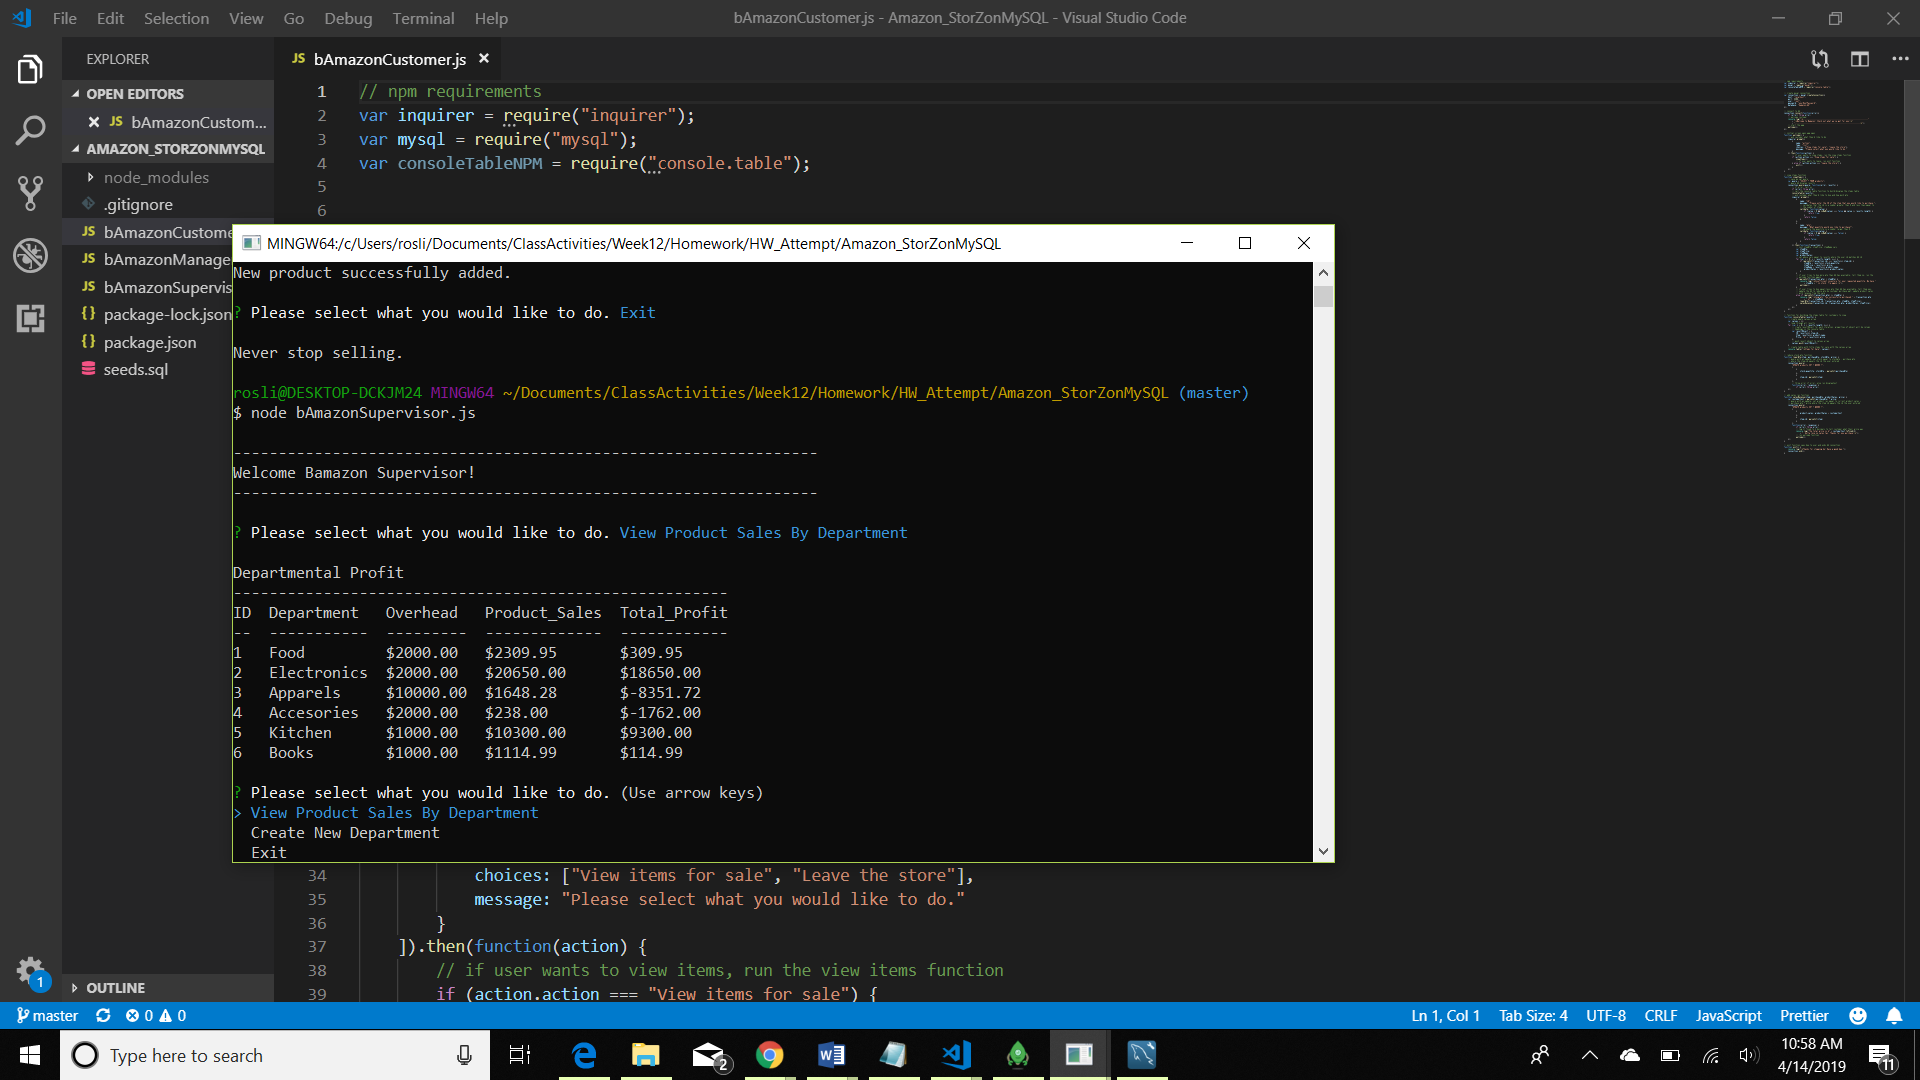 File Edit Selection View Go Debug Terminal Help
bAmazonCustomer.js - Amazon_StorZonMySQL - Visual Studio Code
EXPLORER
OPEN EDITORS
JS bAmazonCustom...
AMAZON_STORZONMYSQL
node_modules
.gitignore
JS bAmazonCustome
JS bAmazonManage
JS bAmazonSupervis
{} package-lock.json
{} package.json
seeds.sql
OUTLINE
JS bAmazonCustomer.js
1 // npm requirements
2 var inquirer = require("inquirer");
3 var mysql = require("mysql");
4 var consoleTableNPM = require("console.table");
5
6
MINGW64:/c/Users/rosli/Documents/ClassActivities/Week12/Homework/HW_Attempt/Amazon_StorZonMySQL
New product successfully added.
? Please select what you would like to do. Exit
Never stop selling.
rosli@DESKTOP-DCKJM24 MINGW64 ~/Documents/ClassActivities/Week12/Homework/HW_Attempt/Amazon_StorZonMySQL (master)
$ node bAmazonSupervisor.js
-----------------------------------------------------------------
Welcome Bamazon Supervisor!
-----------------------------------------------------------------
? Please select what you would like to do. View Product Sales By Department
Departmental Profit
-------------------------------------------------------
ID Department Overhead Product_Sales Total_Profit
-- ----------- --------- ------------- ------------
1 Food $2000.00 $2309.95 $309.95
2 Electronics $2000.00 $20650.00 $18650.00
3 Apparels $10000.00 $1648.28 $-8351.72
4 Accesories $2000.00 $238.00 $-1762.00
5 Kitchen $1000.00 $10300.00 $9300.00
6 Books $1000.00 $1114.99 $114.99
? Please select what you would like to do. (Use arrow keys)
> View Product Sales By Department
Create New Department
Exit
34 choices: ["View items for sale", "Leave the store"],
35 message: "Please select what you would like to do."
36 }
37 ]).then(function(action) {
38 // if user wants to view items, run the view items function
39 if (action.action === "View items for sale") {
1
master 0 0
Ln 1, Col 1 Tab Size: 4 UTF-8 CRLF JavaScript Prettier
Type here to search
2
10:58 AM
4/14/2019
11